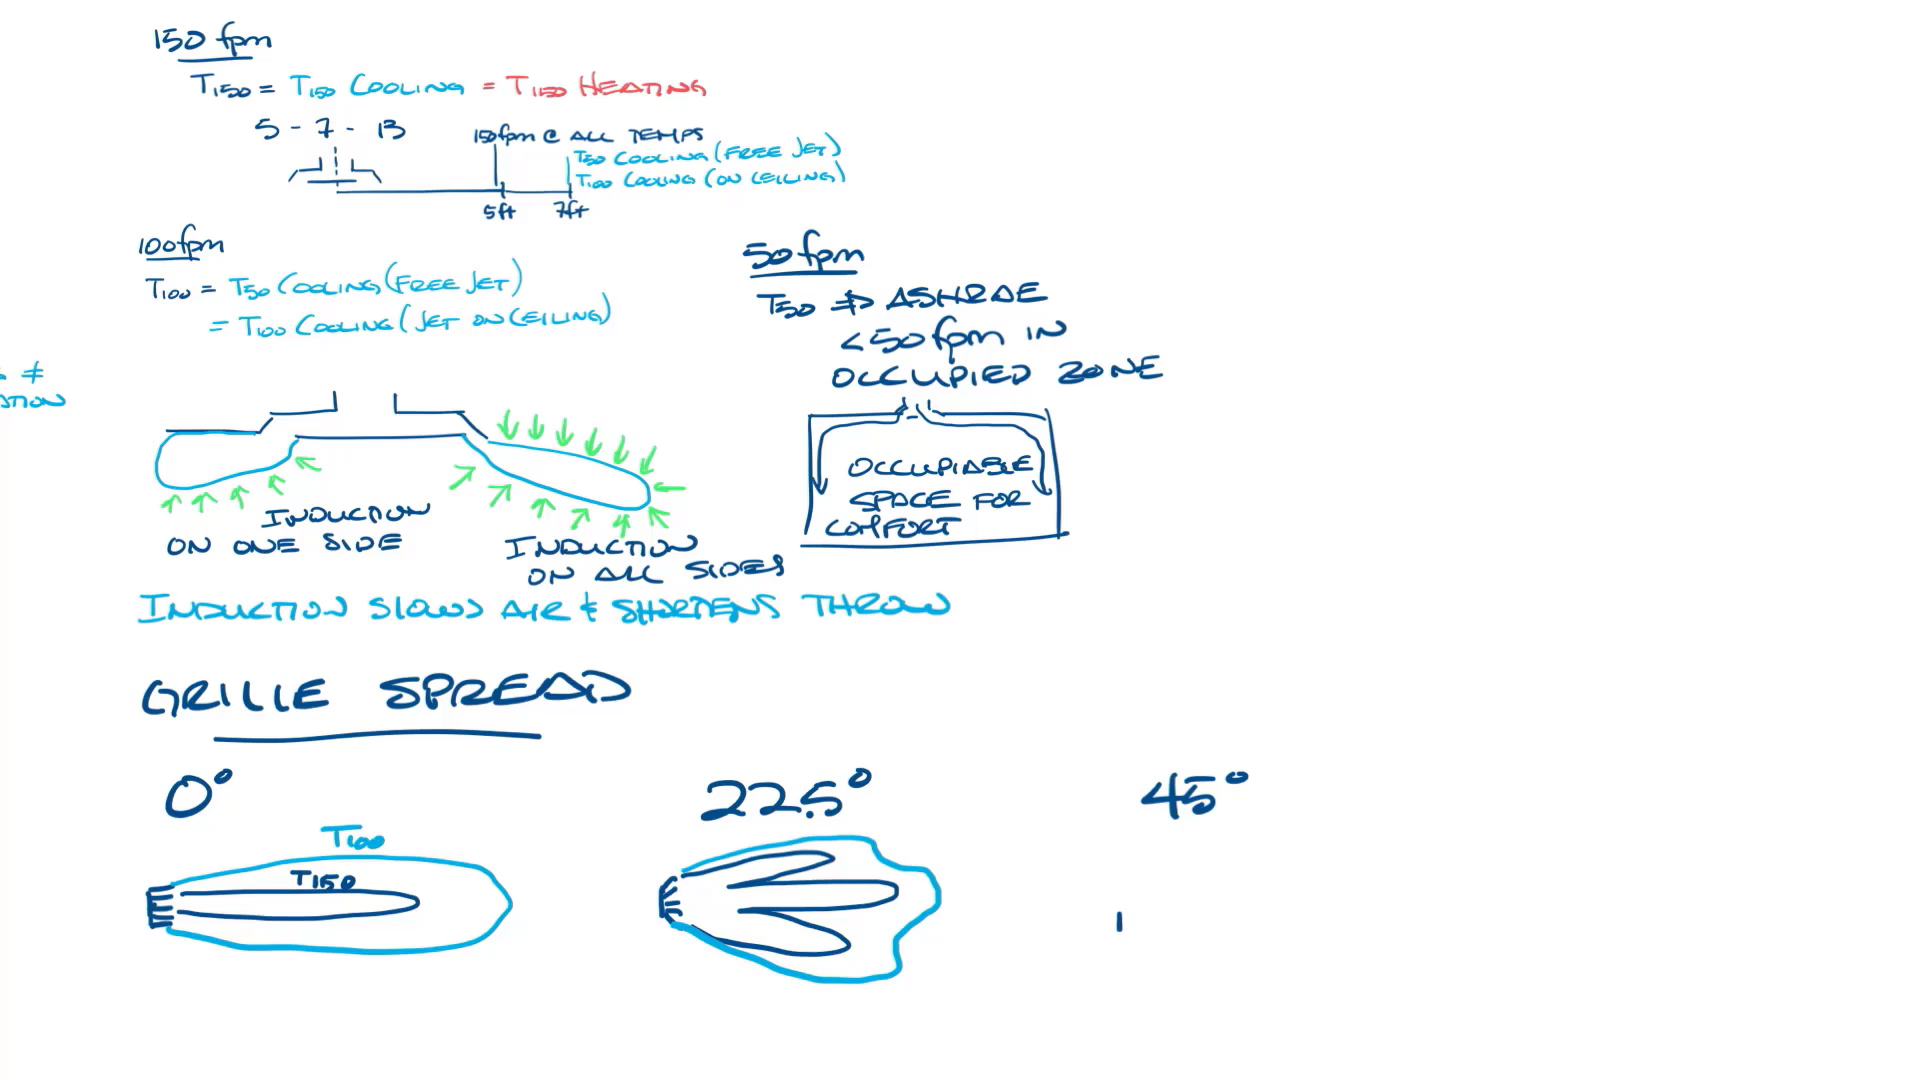 150 fpm
T150 = T150 COOLING = T150 HEATING
5 - 7 - 13
150fpm @ ALL TEMPS
T50 COOLING (FREE JET)
T100 COOLING (ON CEILING)
5ft 7ft
100fpm
T100 = T50 COOLING (FREE JET)
= T100 COOLING (JET ON CEILING)
50 fpm
T50 ⇒ ASHRAE
<50 fpm IN
OCCUPIED ZONE
≠
OCCUPIABLE
SPACE FOR
COMFORT
INDUCTION
ON ONE SIDE
INDUCTION
ON ALL SIDES
INDUCTION SLOWS AIR & SHORTENS THROW
GRILLE SPREAD
0° 22.5° 45°
T100
T150